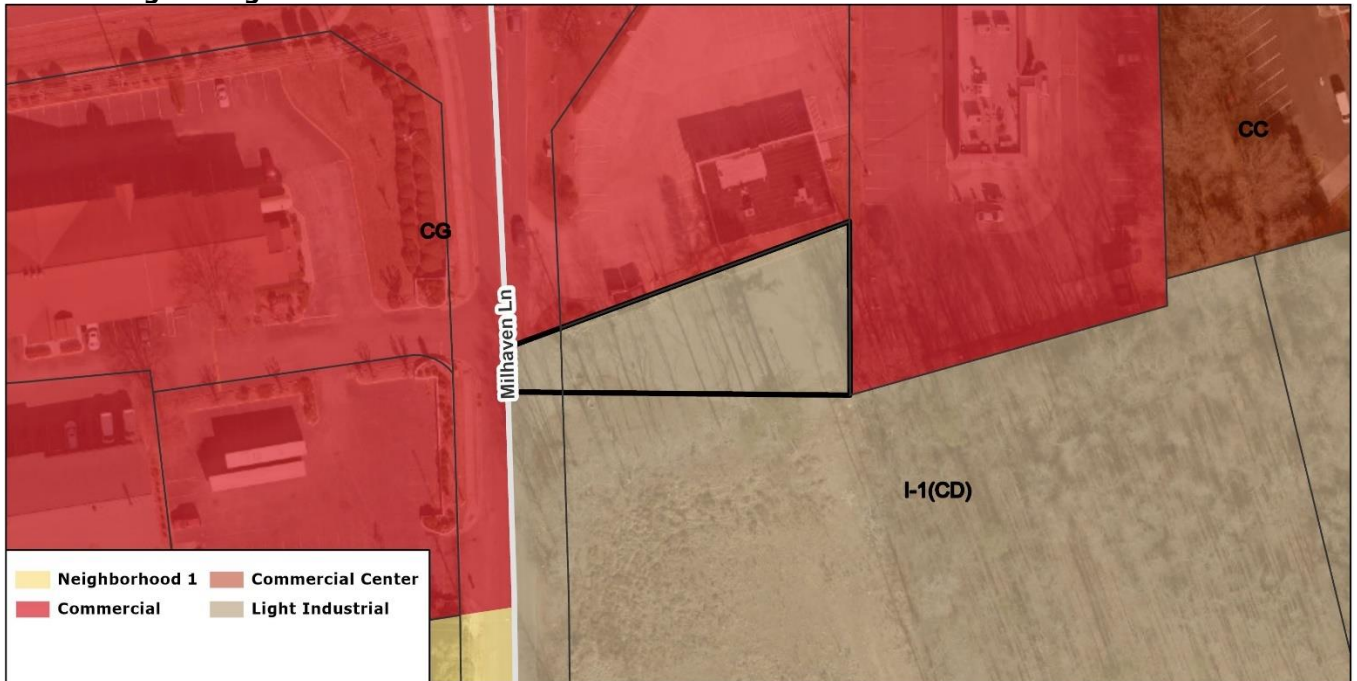 CC
CG
Milhaven Ln
I-1(CD)
Neighborhood 1
Commercial Center
Commercial
Light Industrial